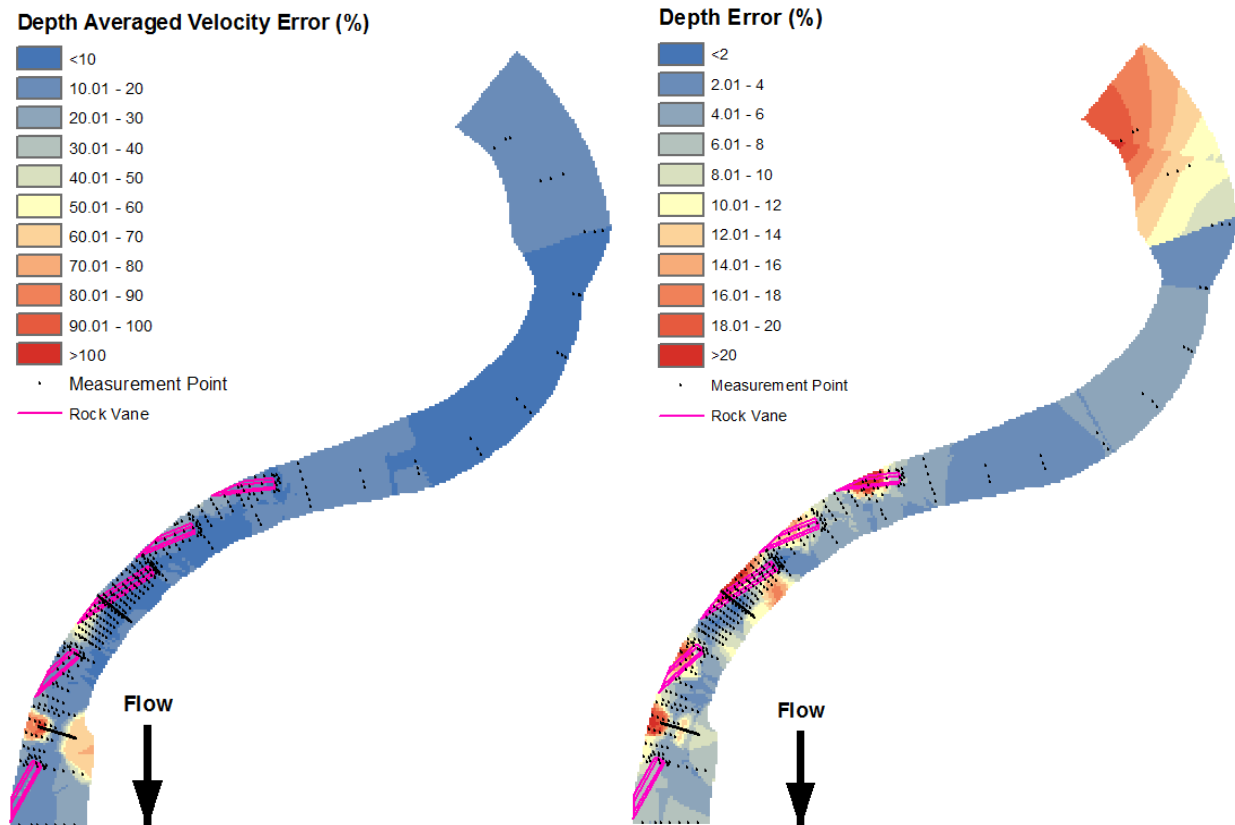 Depth Averaged Velocity Error (%)
<10
10.01 - 20
20.01 - 30
30.01 - 40
40.01 - 50
50.01 - 60
60.01 - 70
70.01 - 80
80.01 - 90
90.01 - 100
>100
Measurement Point
Rock Vane
Flow
Depth Error (%)
<2
2.01 - 4
4.01 - 6
6.01 - 8
8.01 - 10
10.01 - 12
12.01 - 14
14.01 - 16
16.01 - 18
18.01 - 20
>20
Measurement Point
Rock Vane
Flow